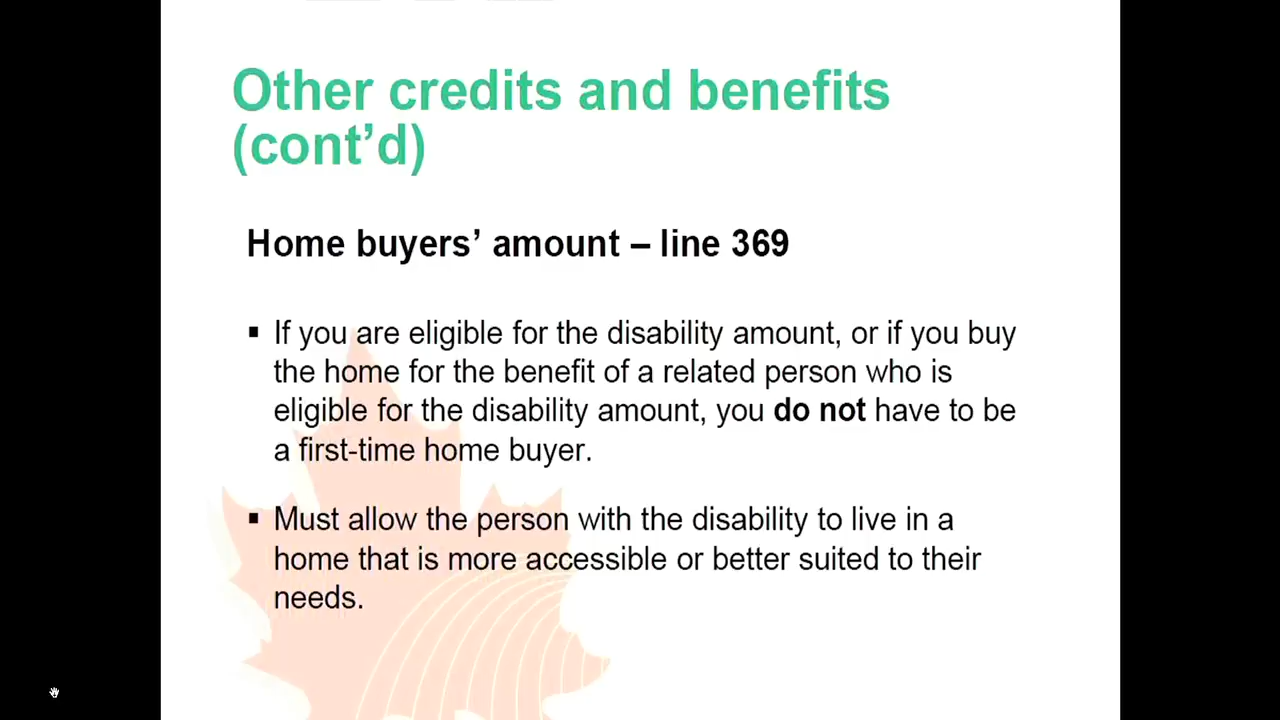 Other credits and benefits
(cont’d)
Home buyers’ amount – line 369
▪ If you are eligible for the disability amount, or if you buy
the home for the benefit of a related person who is
eligible for the disability amount, you do not have to be
a first-time home buyer.
▪ Must allow the person with the disability to live in a
home that is more accessible or better suited to their
needs.